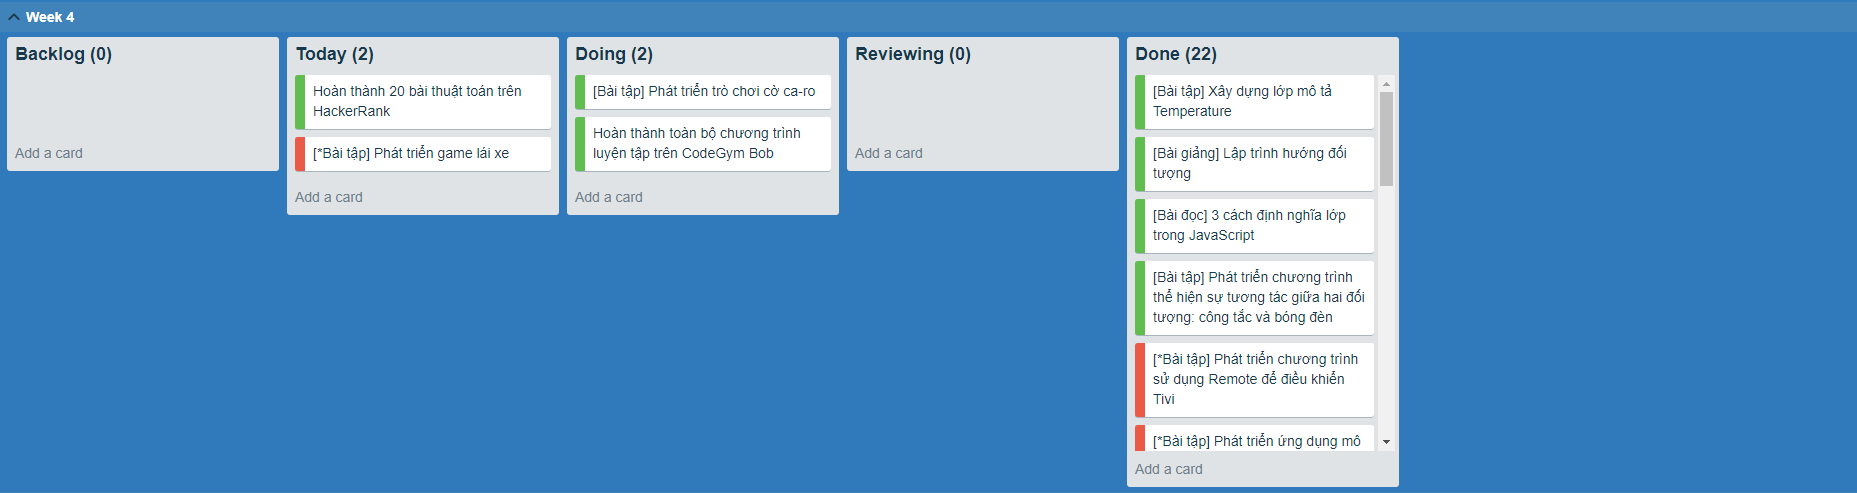 Week 4
Backlog (0)
Add a card
Today (2)
Hoàn thành 20 bài thuật toán trên
HackerRank
[*Bài tập] Phát triển game lái xe
Add a card
Doing (2)
[Bài tập] Phát triển trò chơi cờ ca-ro
Hoàn thành toàn bộ chương trình
luyện tập trên CodeGym Bob
Add a card
Reviewing (0)
Add a card
Done (22)
[Bài tập] Xây dựng lớp mô tả
Temperature
[Bài giảng] Lập trình hướng đối
tượng
[Bài đọc] 3 cách định nghĩa lớp
trong JavaScript
[Bài tập] Phát triển chương trình
thể hiện sự tương tác giữa hai đối
tượng: công tắc và bóng đèn
[*Bài tập] Phát triển chương trình
sử dụng Remote để điều khiển
Tivi
[*Bài tập] Phát triển ứng dụng mô
Add a card